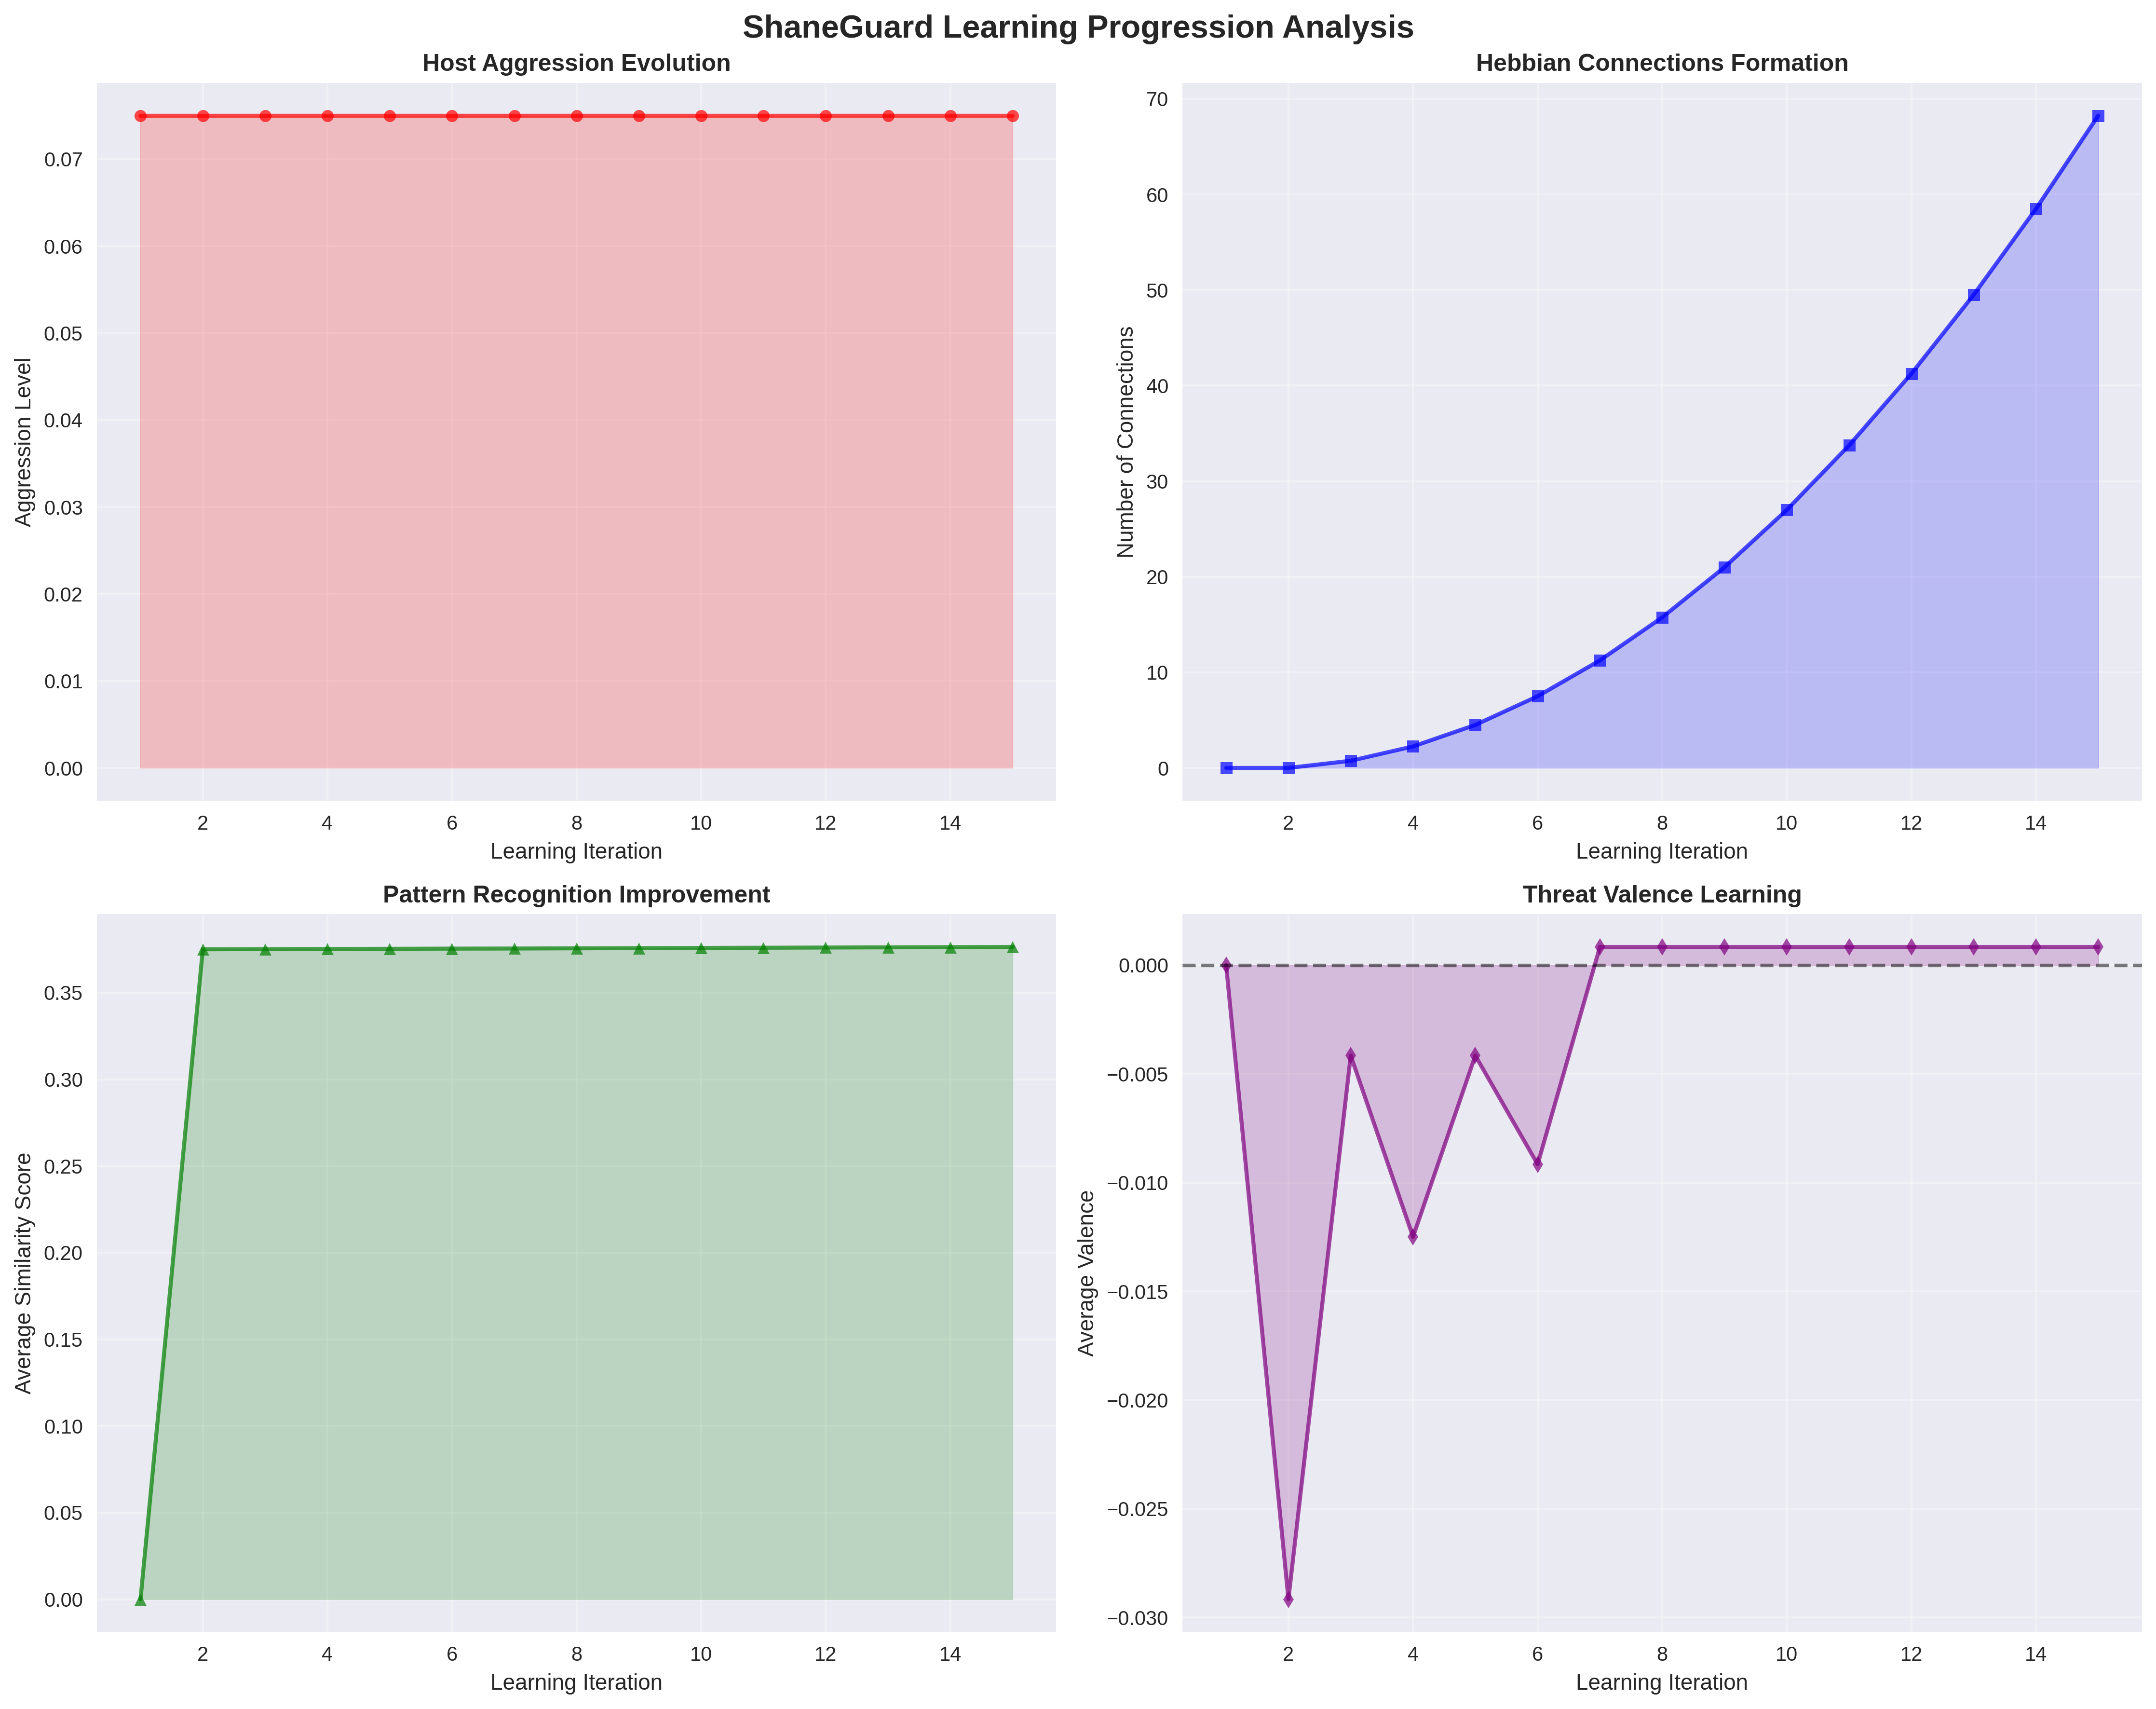 ShaneGuard Learning Progression Analysis
Host Aggression Evolution
Aggression Level
0.07
0.06
0.05
0.04
0.03
0.02
0.01
0.00
2 4 6 8 10 12 14
Learning Iteration
Hebbian Connections Formation
Number of Connections
70
60
50
40
30
20
10
0
2 4 6 8 10 12 14
Learning Iteration
Pattern Recognition Improvement
Average Similarity Score
0.35
0.30
0.25
0.20
0.15
0.10
0.05
0.00
2 4 6 8 10 12 14
Learning Iteration
Threat Valence Learning
Average Valence
0.000
−0.005
−0.010
−0.015
−0.020
−0.025
−0.030
2 4 6 8 10 12 14
Learning Iteration